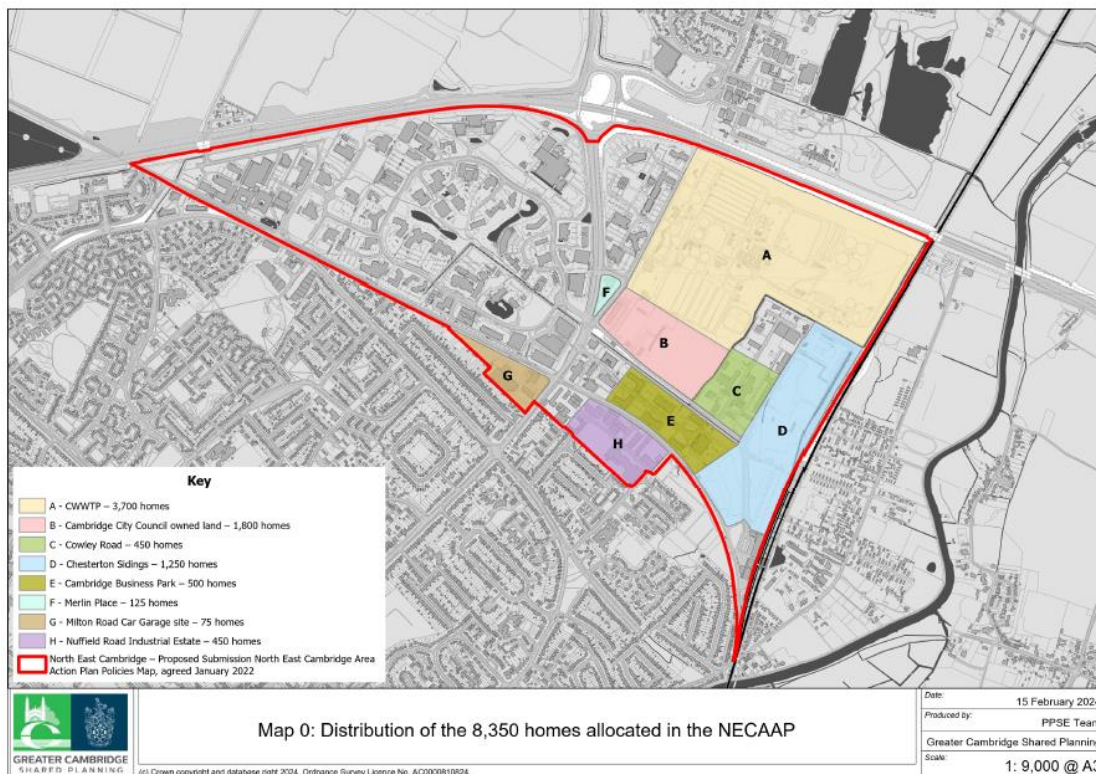 A
F
B
C
G
E
D
H
Key
A - CWWTP – 3,700 homes
B - Cambridge City Council owned land – 1,800 homes
C - Cowley Road – 450 homes
D - Chesterton Sidings – 1,250 homes
E - Cambridge Business Park – 500 homes
F - Merlin Place – 125 homes
G - Milton Road Car Garage site – 75 homes
H - Nuffield Road Industrial Estate – 450 homes
North East Cambridge – Proposed Submission North East Cambridge Area
Action Plan Policies Map, agreed January 2022
GREATER CAMBRIDGE
SHARED PLANNING
Map 0: Distribution of the 8,350 homes allocated in the NECAAP
(c) Crown copyright and database right 2024. Ordnance Survey Licence No. AC0000810824
Date:
15 February 2024
Produced by:
PPSE Team
Greater Cambridge Shared Planning
Scale:
1: 9,000 @ A3